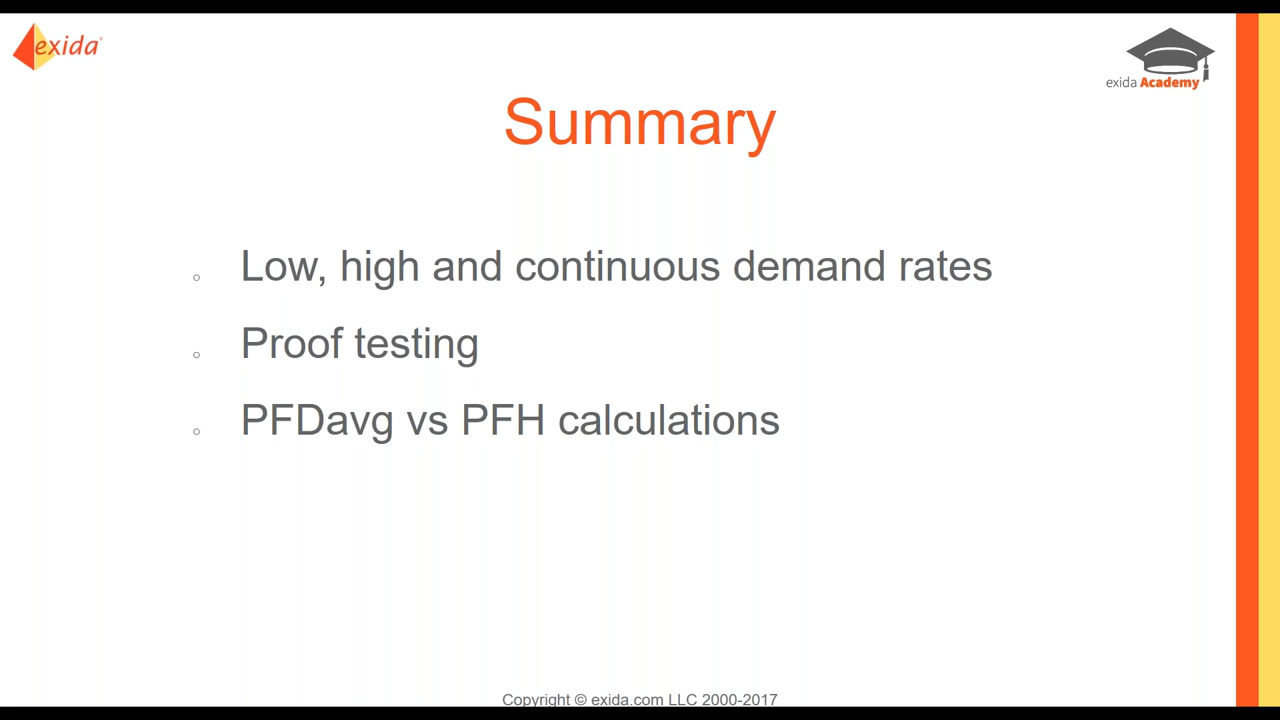 exida
exida Academy
Summary
Low, high and continuous demand rates
Proof testing
PFDavg vs PFH calculations
Copyright © exida.com LLC 2000-2017